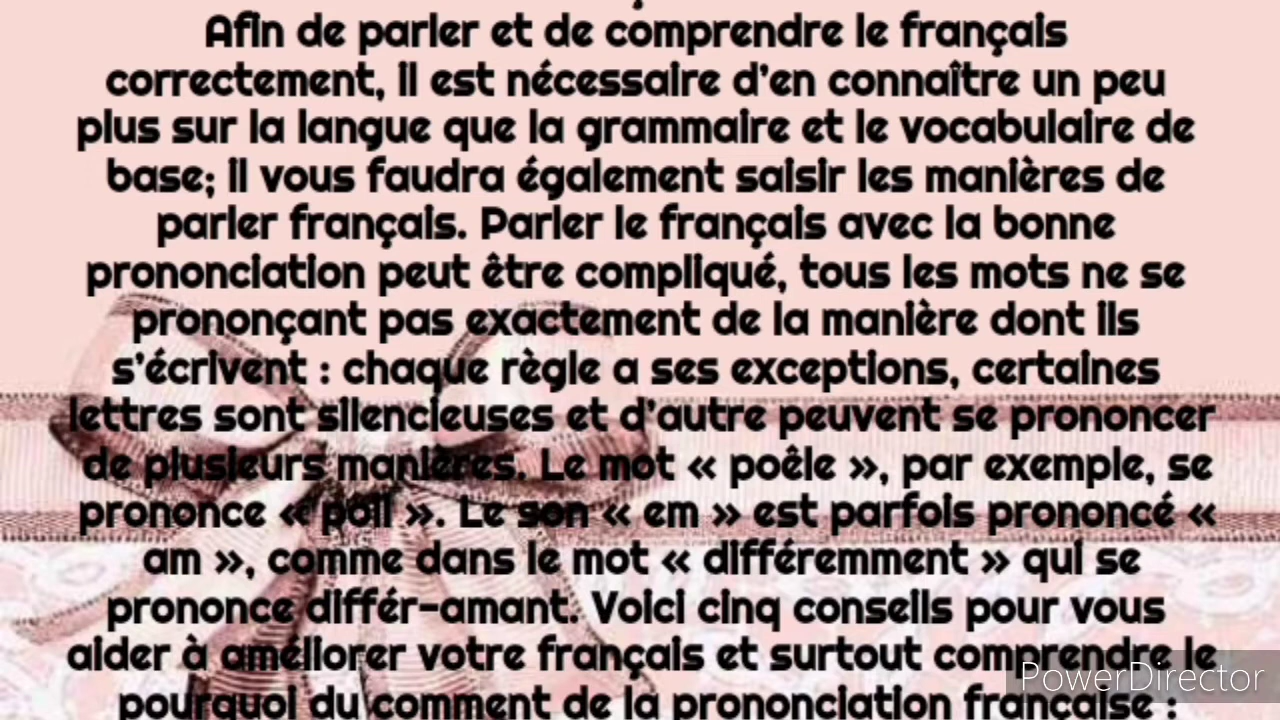 Afin de parler et de comprendre le français
correctement, il est nécessaire d'en connaître un peu
plus sur la langue que la grammaire et le vocabulaire de
base; il vous faudra également saisir les manières de
parler français. Parler le français avec la bonne
prononciation peut être compliqué, tous les mots ne se
prononçant pas exactement de la manière dont ils
s'écrivent : chaque règle a ses exceptions, certaines
lettres sont silencieuses et d'autre peuvent se prononcer
de plusieurs manières. Le mot « poêle », par exemple, se
prononce « poil ». Le son « em » est parfois prononcé «
am », comme dans le mot « différemment » qui se
prononce différ-amant. Voici cinq conseils pour vous
aider à améliorer votre français et surtout comprendre le
pourquoi du comment de la prononciation française :
PowerDirector